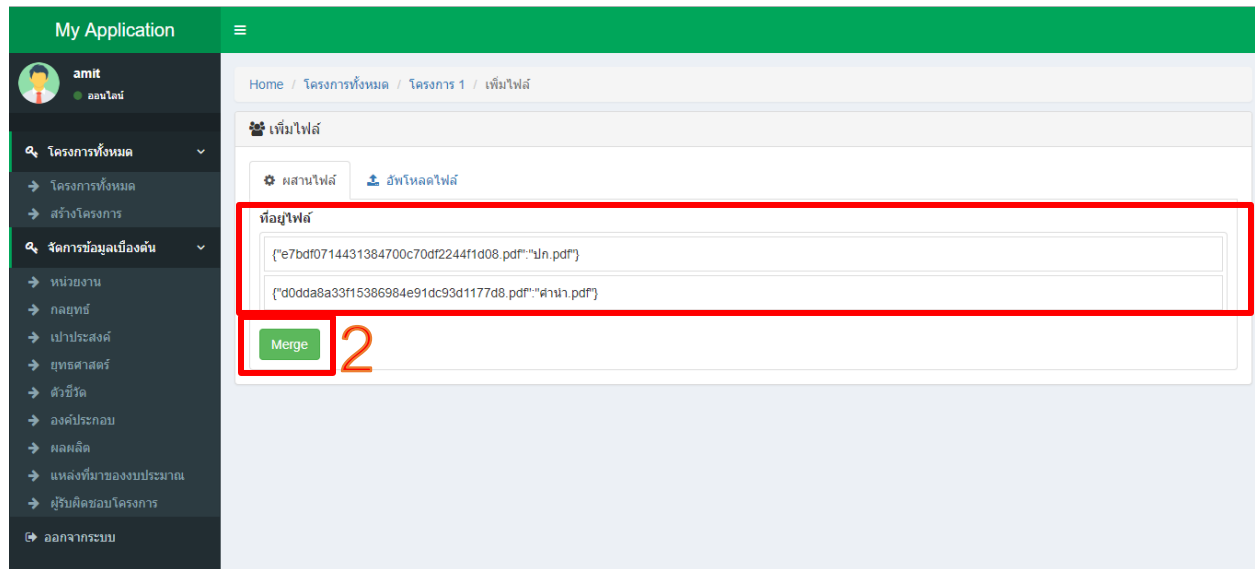 My Application
amit
ออนไลน์
โครงการทั้งหมด
โครงการทั้งหมด
สร้างโครงการ
จัดการข้อมูลเบื้องต้น
หน่วยงาน
กลยุทธ์
เป้าประสงค์
ยุทธศาสตร์
ตัวชี้วัด
องค์ประกอบ
ผลผลิต
แหล่งที่มาของงบประมาณ
ผู้รับผิดชอบโครงการ
ออกจากระบบ
Home / โครงการทั้งหมด / โครงการ 1 / เพิ่มไฟล์
เพิ่มไฟล์
ผสานไฟล์ อัพโหลดไฟล์
ที่อยู่ไฟล์
{"e7bdf0714431384700c70df2244f1d08.pdf":"ปก.pdf"}
{"d0dda8a33f15386984e91dc93d1177d8.pdf":"คำนำ.pdf"}
Merge 2